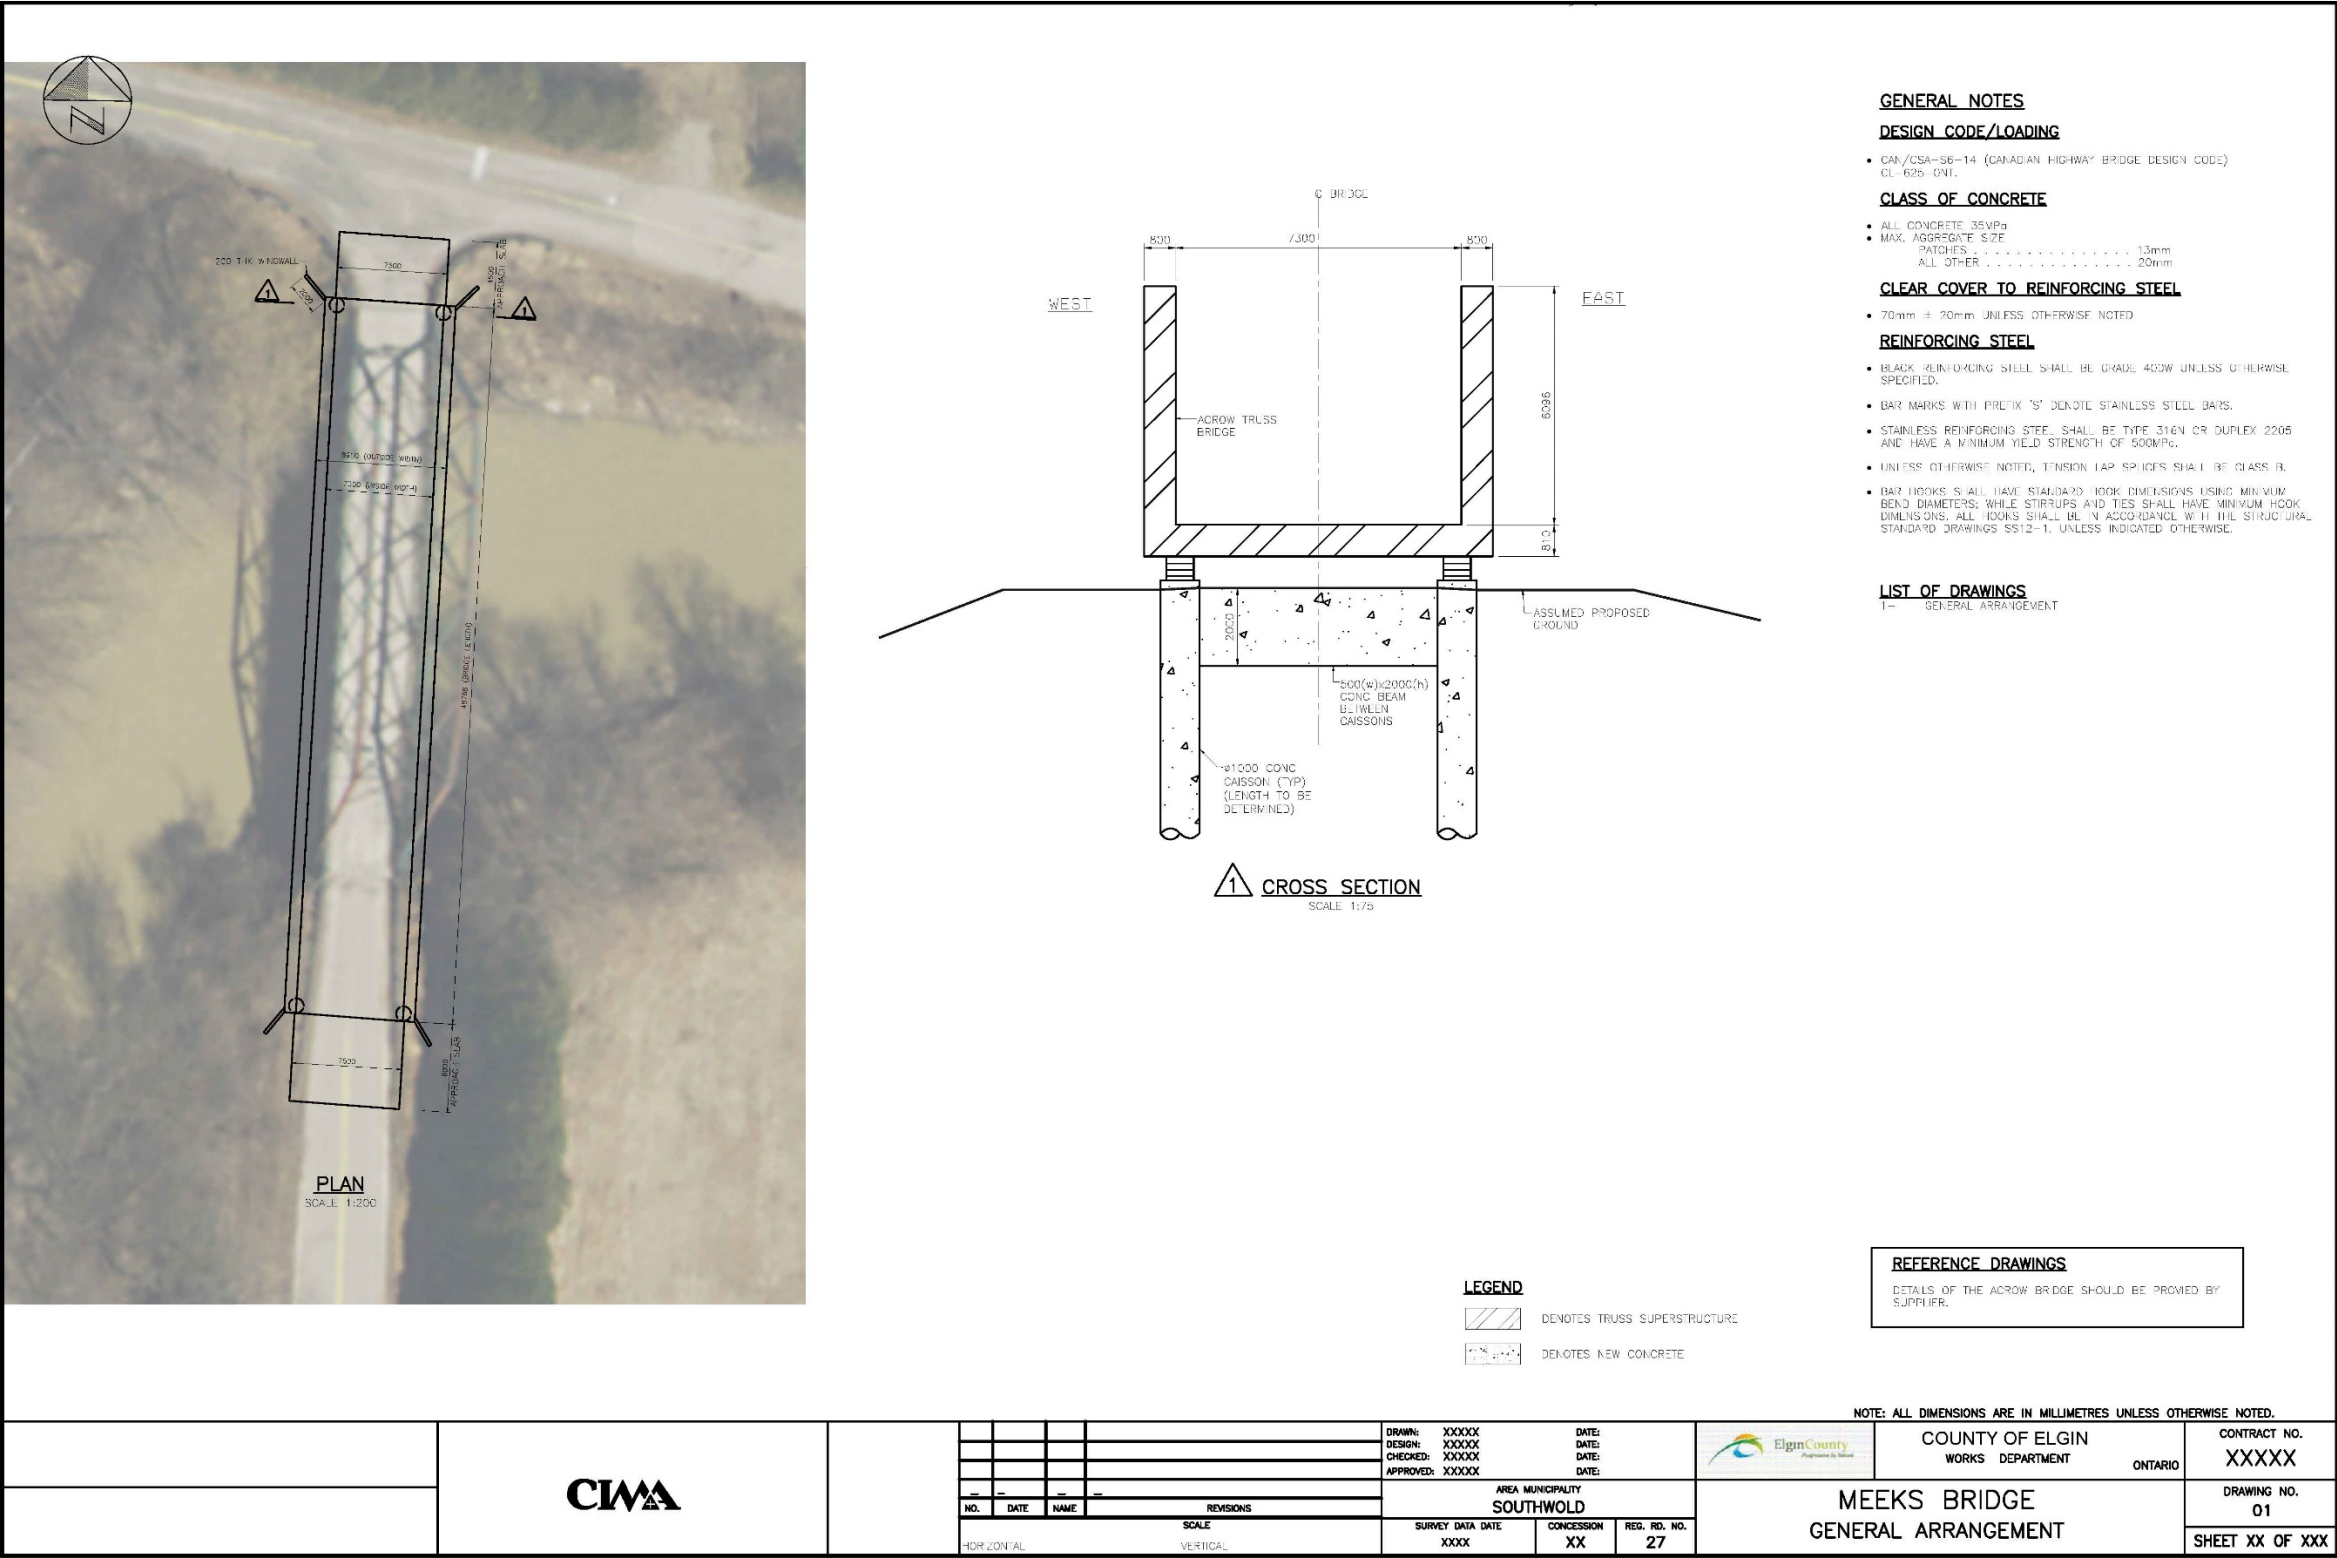 N
200 THK WINGWALL
1
2000
7300
4500
APPROACH SLAB
1
8900 (OUTSIDE WIDTH)
7300 (INSIDE WIDTH)
(BRIDGE LENGTH)
7300
6000
APPROACH SLAB
PLAN
SCALE 1:200
℄ BRIDGE
800
7300
800
WEST
EAST
ACROW TRUSS
BRIDGE
6096
810
2000
ASSUMED PROPOSED
GROUND
500(w)x2000(h)
CONC BEAM
BETWEEN
CAISSONS
ø1000 CONC
CAISSON (TYP)
(LENGTH TO BE
DETERMINED)
1 CROSS SECTION
SCALE 1:75
GENERAL NOTES
DESIGN CODE/LOADING
• CAN/CSA-S6-14 (CANADIAN HIGHWAY BRIDGE DESIGN CODE)
CL-625-ONT.
CLASS OF CONCRETE
• ALL CONCRETE 35MPa
• MAX. AGGREGATE SIZE
PATCHES . . . . . . . . . . . . . . . 13mm
ALL OTHER . . . . . . . . . . . . . . 20mm
CLEAR COVER TO REINFORCING STEEL
• 70mm ± 20mm UNLESS OTHERWISE NOTED
REINFORCING STEEL
• BLACK REINFORCING STEEL SHALL BE GRADE 400W UNLESS OTHERWISE
SPECIFIED.
• BAR MARKS WITH PREFIX 'S' DENOTE STAINLESS STEEL BARS.
• STAINLESS REINFORCING STEEL SHALL BE TYPE 316N OR DUPLEX 2205
AND HAVE A MINIMUM YIELD STRENGTH OF 500MPa.
• UNLESS OTHERWISE NOTED, TENSION LAP SPLICES SHALL BE CLASS B.
• BAR HOOKS SHALL HAVE STANDARD HOOK DIMENSIONS USING MINIMUM
BEND DIAMETERS; WHILE STIRRUPS AND TIES SHALL HAVE MINIMUM HOOK
DIMENSIONS. ALL HOOKS SHALL BE IN ACCORDANCE WITH THE STRUCTURAL
STANDARD DRAWINGS SS12-1. UNLESS INDICATED OTHERWISE.
LIST OF DRAWINGS
1- GENERAL ARRANGEMENT
REFERENCE DRAWINGS
DETAILS OF THE ACROW BRIDGE SHOULD BE PROVIED BY
SUPPLIER.
LEGEND
DENOTES TRUSS SUPERSTRUCTURE
DENOTES NEW CONCRETE
NOTE: ALL DIMENSIONS ARE IN MILLIMETRES UNLESS OTHERWISE NOTED.
CIMA
NO. DATE NAME REVISIONS
SCALE
HORIZONTAL VERTICAL
DRAWN: XXXXX DATE:
DESIGN: XXXXX DATE:
CHECKED: XXXXX DATE:
APPROVED: XXXXX DATE:
AREA MUNICIPALITY
SOUTHWOLD
SURVEY DATA DATE CONCESSION REG. RD. NO.
XXXX XX 27
ElginCounty
Progressive by Nature
COUNTY OF ELGIN
WORKS DEPARTMENT
ONTARIO
CONTRACT NO.
XXXXX
MEEKS BRIDGE
GENERAL ARRANGEMENT
DRAWING NO.
01
SHEET XX OF XXX